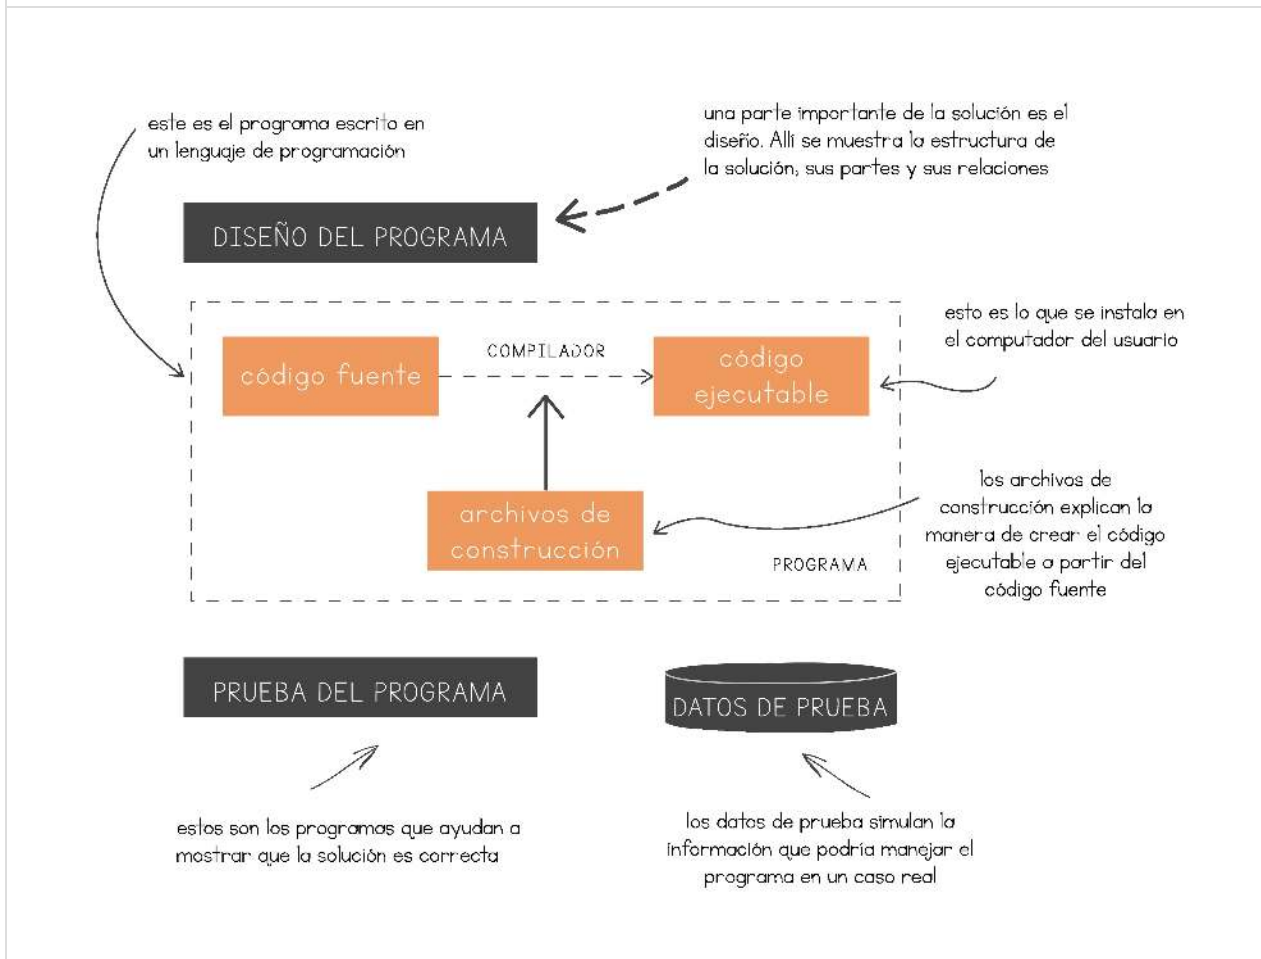 este es el programa escrito en
un lenguaje de programación
una parte importante de la solución es el
diseño. Allí se muestra la estructura de
la solución, sus partes y sus relaciones
DISEÑO DEL PROGRAMA
código fuente
COMPILADOR
código
ejecutable
esto es lo que se instala en
el computador del usuario
archivos de
construcción
PROGRAMA
los archivos de
construcción explican la
manera de crear el código
ejecutable a partir del
código fuente
PRUEBA DEL PROGRAMA
DATOS DE PRUEBA
estos son los programas que ayudan a
mostrar que la solución es correcta
los datos de prueba simulan la
información que podría manejar el
programa en un caso real